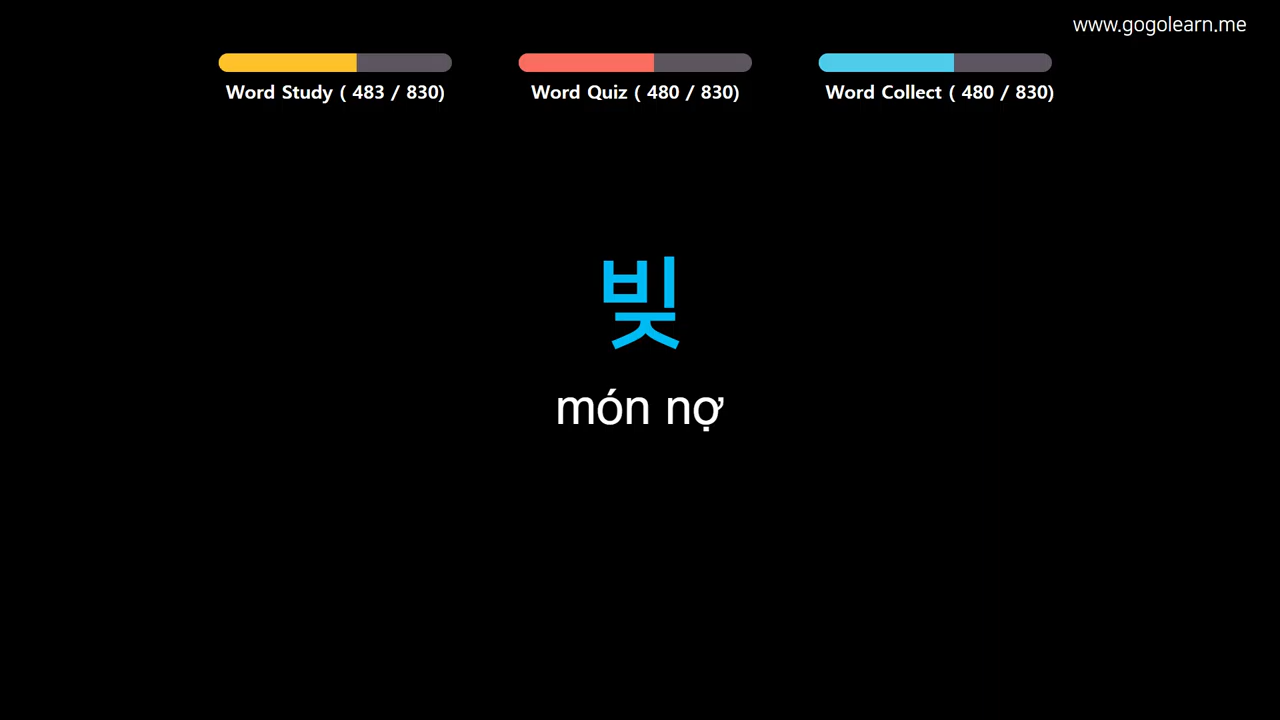 www.gogolearn.me
Word Study ( 483 / 830)
Word Quiz ( 480 / 830)
Word Collect ( 480 / 830)
빚
món nợ